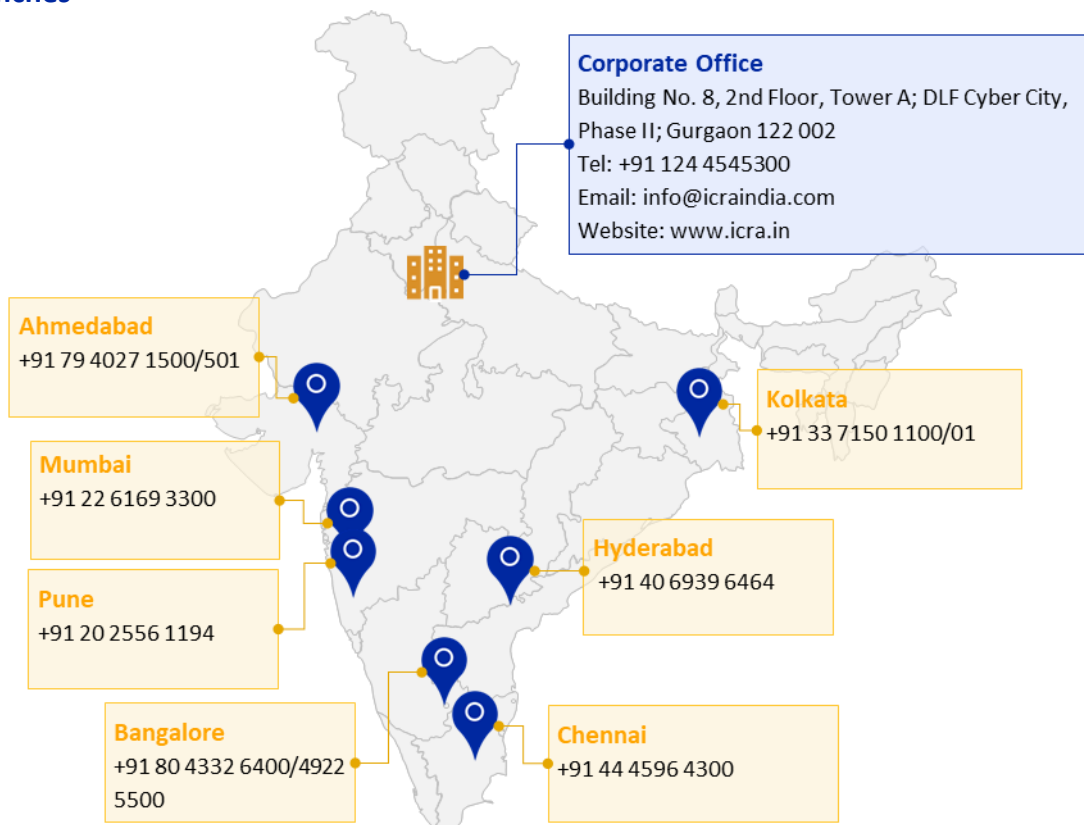 Corporate Office
Building No. 8, 2nd Floor, Tower A; DLF Cyber City,
Phase II; Gurgaon 122 002
Tel: +91 124 4545300
Email: info@icraindia.com
Website: www.icra.in
Ahmedabad
+91 79 4027 1500/501
Kolkata
+91 33 7150 1100/01
Mumbai
+91 22 6169 3300
Hyderabad
+91 40 6939 6464
Pune
+91 20 2556 1194
Bangalore
+91 80 4332 6400/4922
5500
Chennai
+91 44 4596 4300